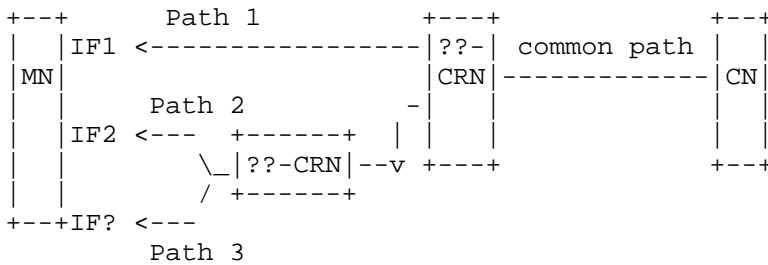 +--+      Path 1          +---+             +--+
|  |IF1 <-----------------|??-| common path |  |
|MN|                      |CRN|-------------|CN|
|  |     Path 2          -|   |             |  |
|  |IF2 <---  +------+  | |   |             |  |
|  |        \_|??-CRN|--v +---+             +--+
|  |        / +------+
+--+IF? <---
         Path 3